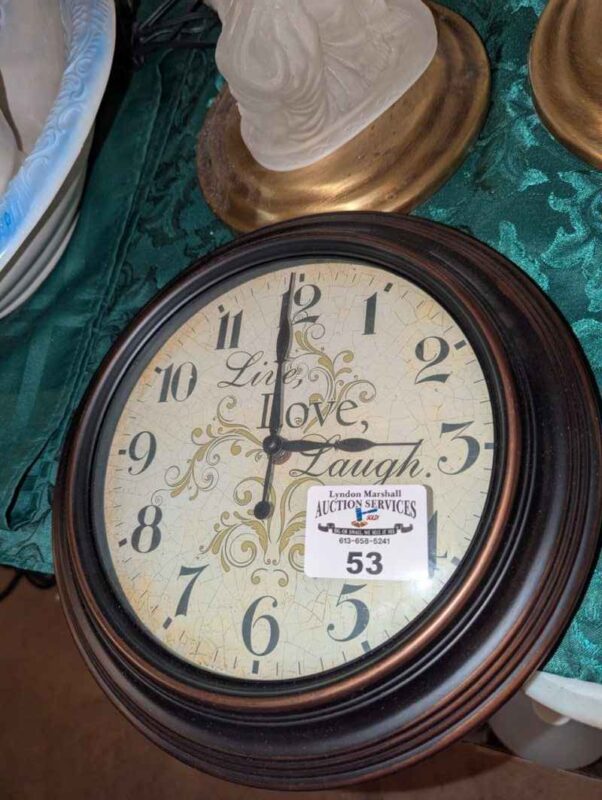 12
1
2
3
4
5
6
7
8
9
10
11
Live,
Love,
Laugh.
Lyndon Marshall
AUCTION SERVICES
SOLD!
613-658-5241
53